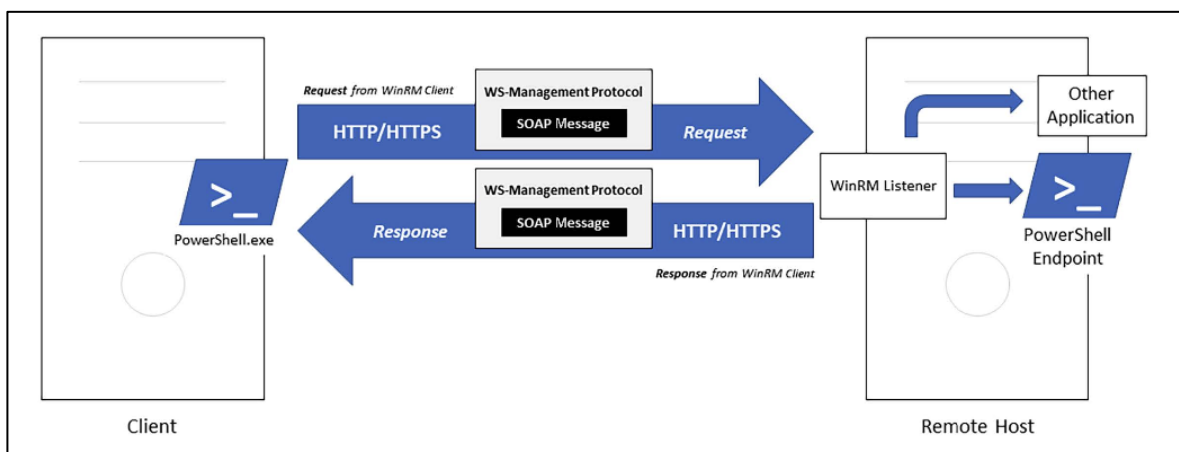 Request from WinRM Client
WS-Management Protocol
SOAP Message
HTTP/HTTPS
Request
Other
Application
>_
PowerShell.exe
WinRM Listener
>_
PowerShell
Endpoint
WS-Management Protocol
SOAP Message
Response
HTTP/HTTPS
Response from WinRM Client
Client
Remote Host